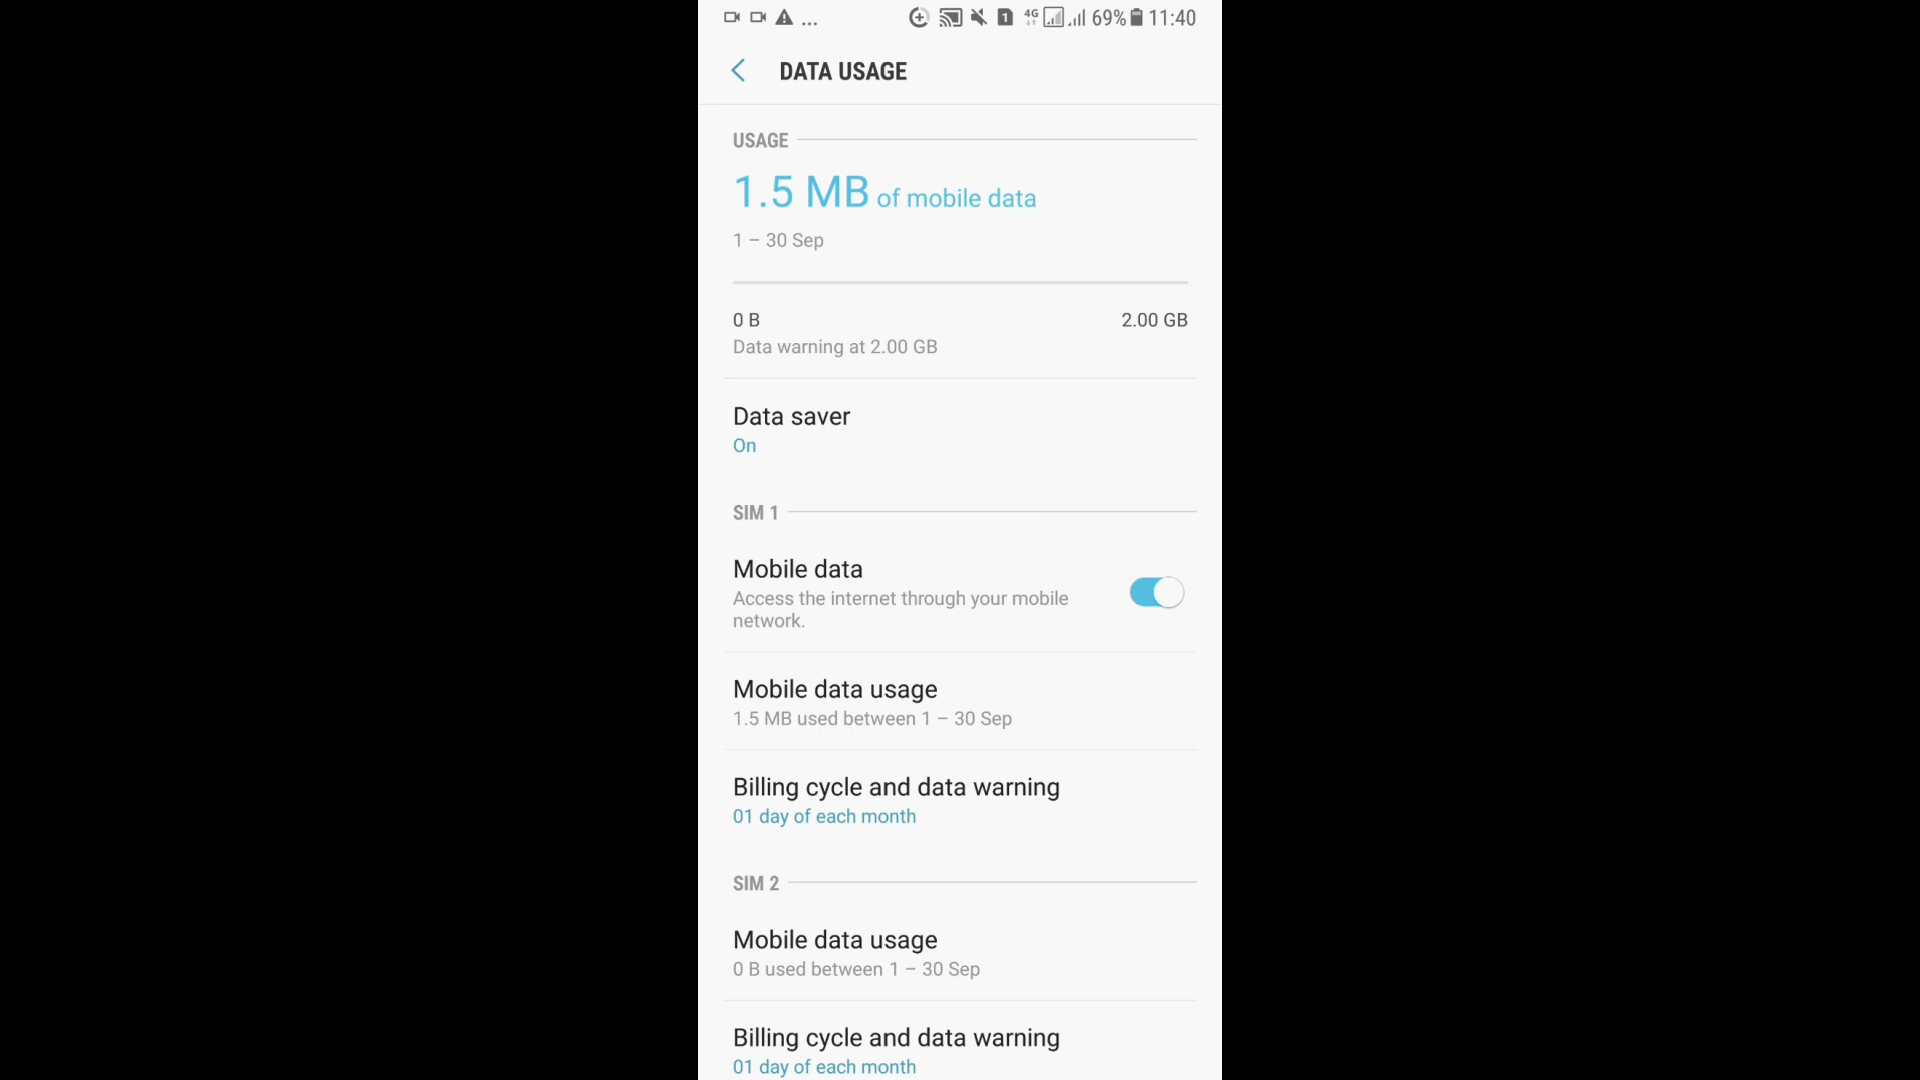 ... 1 4G 69% 11:40
DATA USAGE
USAGE
1.5 MB of mobile data
1 – 30 Sep
0 B 2.00 GB
Data warning at 2.00 GB
Data saver
On
SIM 1
Mobile data
Access the internet through your mobile
network.
Mobile data usage
1.5 MB used between 1 – 30 Sep
Billing cycle and data warning
01 day of each month
SIM 2
Mobile data usage
0 B used between 1 – 30 Sep
Billing cycle and data warning
01 day of each month